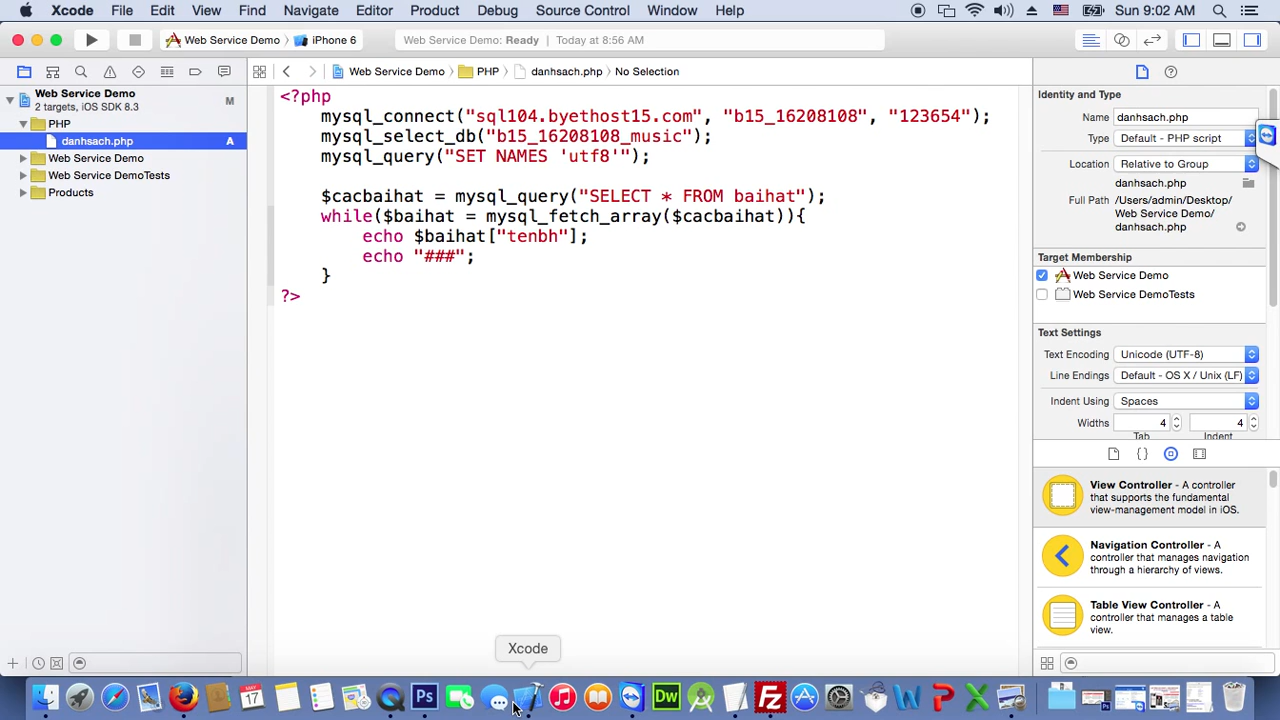 Xcode File Edit View Find Navigate Editor Product Debug Source Control Window Help Sun 9:02 AM
Web Service Demo iPhone 6 Web Service Demo: Ready Today at 8:56 AM
Web Service Demo PHP danhsach.php No Selection
Web Service Demo
2 targets, iOS SDK 8.3
M
PHP
danhsach.php
A
Web Service Demo
Web Service DemoTests
Products
<?php
mysql_connect("sql104.byethost15.com", "b15_16208108", "123654");
mysql_select_db("b15_16208108_music");
mysql_query("SET NAMES 'utf8'");
$cacbaihat = mysql_query("SELECT * FROM baihat");
while($baihat = mysql_fetch_array($cacbaihat)){
echo $baihat["tenbh"];
echo "###";
}
?>
Identity and Type
Name danhsach.php
Type Default - PHP script
Location Relative to Group
danhsach.php
Full Path /Users/admin/Desktop/
Web Service Demo/
danhsach.php
Target Membership
Web Service Demo
Web Service DemoTests
Text Settings
Text Encoding Unicode (UTF-8)
Line Endings Default - OS X / Unix (LF)
Indent Using Spaces
Widths 4 4
Tab Indent
{ }
View Controller - A controller
that supports the fundamental
view-management model in iOS.
Navigation Controller - A
controller that manages navigation
through a hierarchy of views.
Table View Controller - A
controller that manages a table
view.
Xcode
17
Ps
Dw
Fz
W
P
X